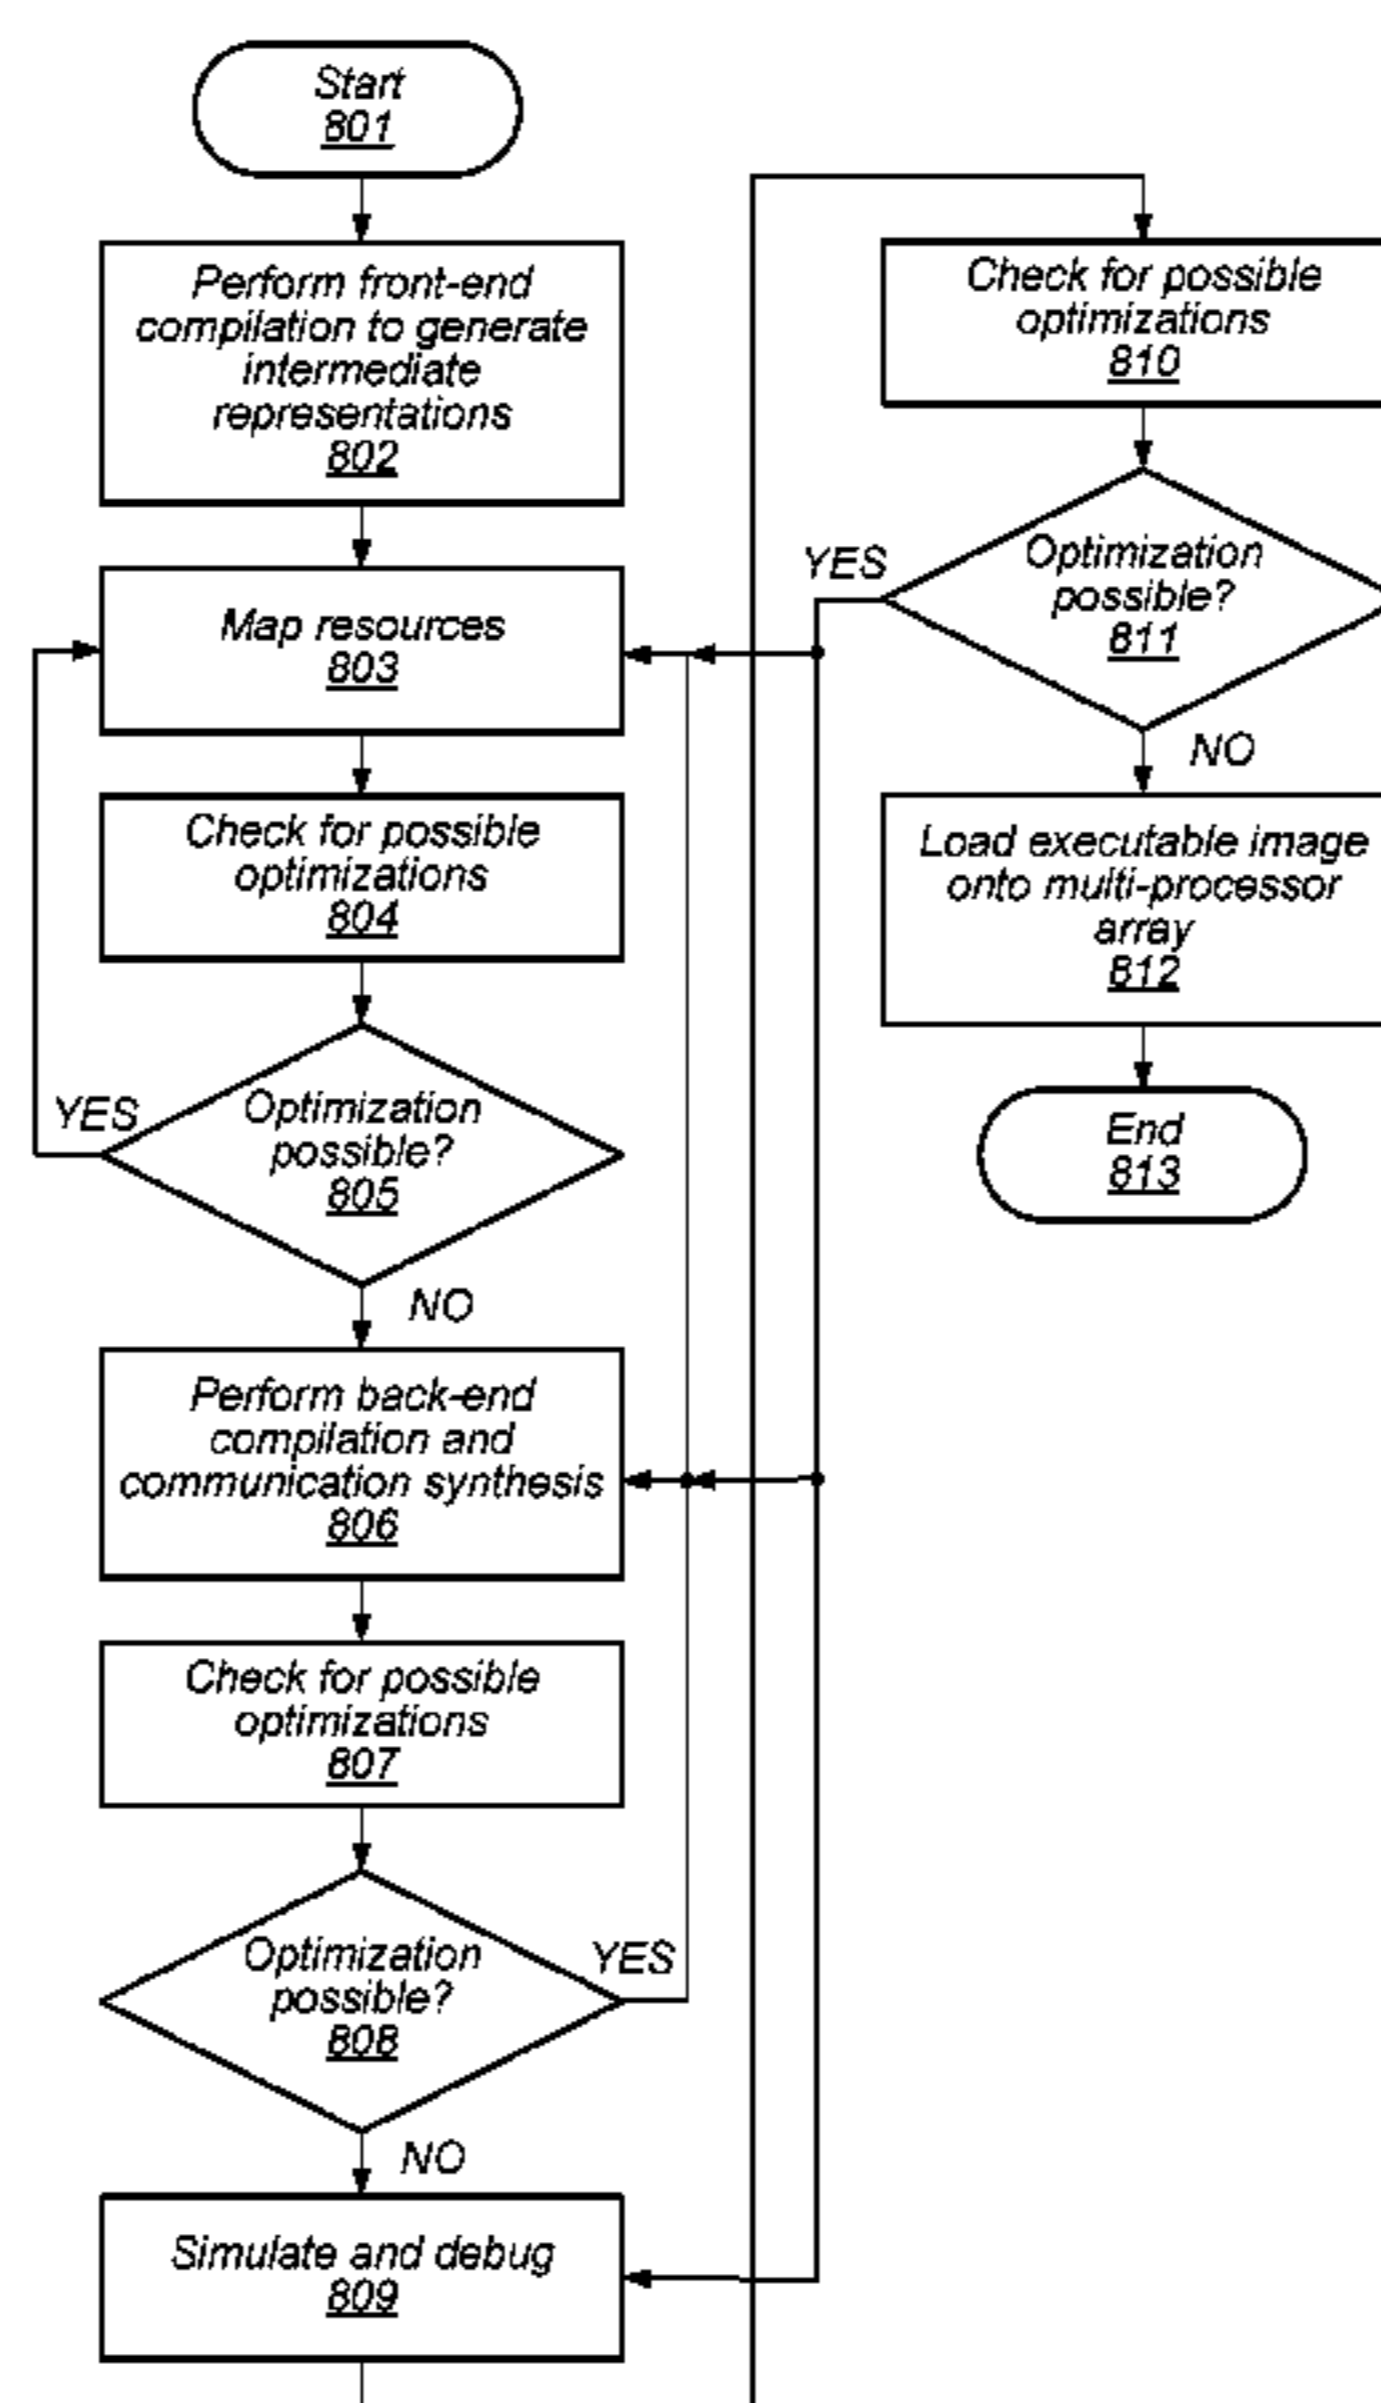 Start
801
Perform front-end
compilation to generate
intermediate
representations
802
Map resources
803
Check for possible
optimizations
804
YES
Optimization
possible?
805
NO
Perform back-end
compilation and
communication synthesis
806
Check for possible
optimizations
807
Optimization
possible?
808
YES
NO
Simulate and debug
809
Check for possible
optimizations
810
YES
Optimization
possible?
811
NO
Load executable image
onto multi-processor
array
812
End
813